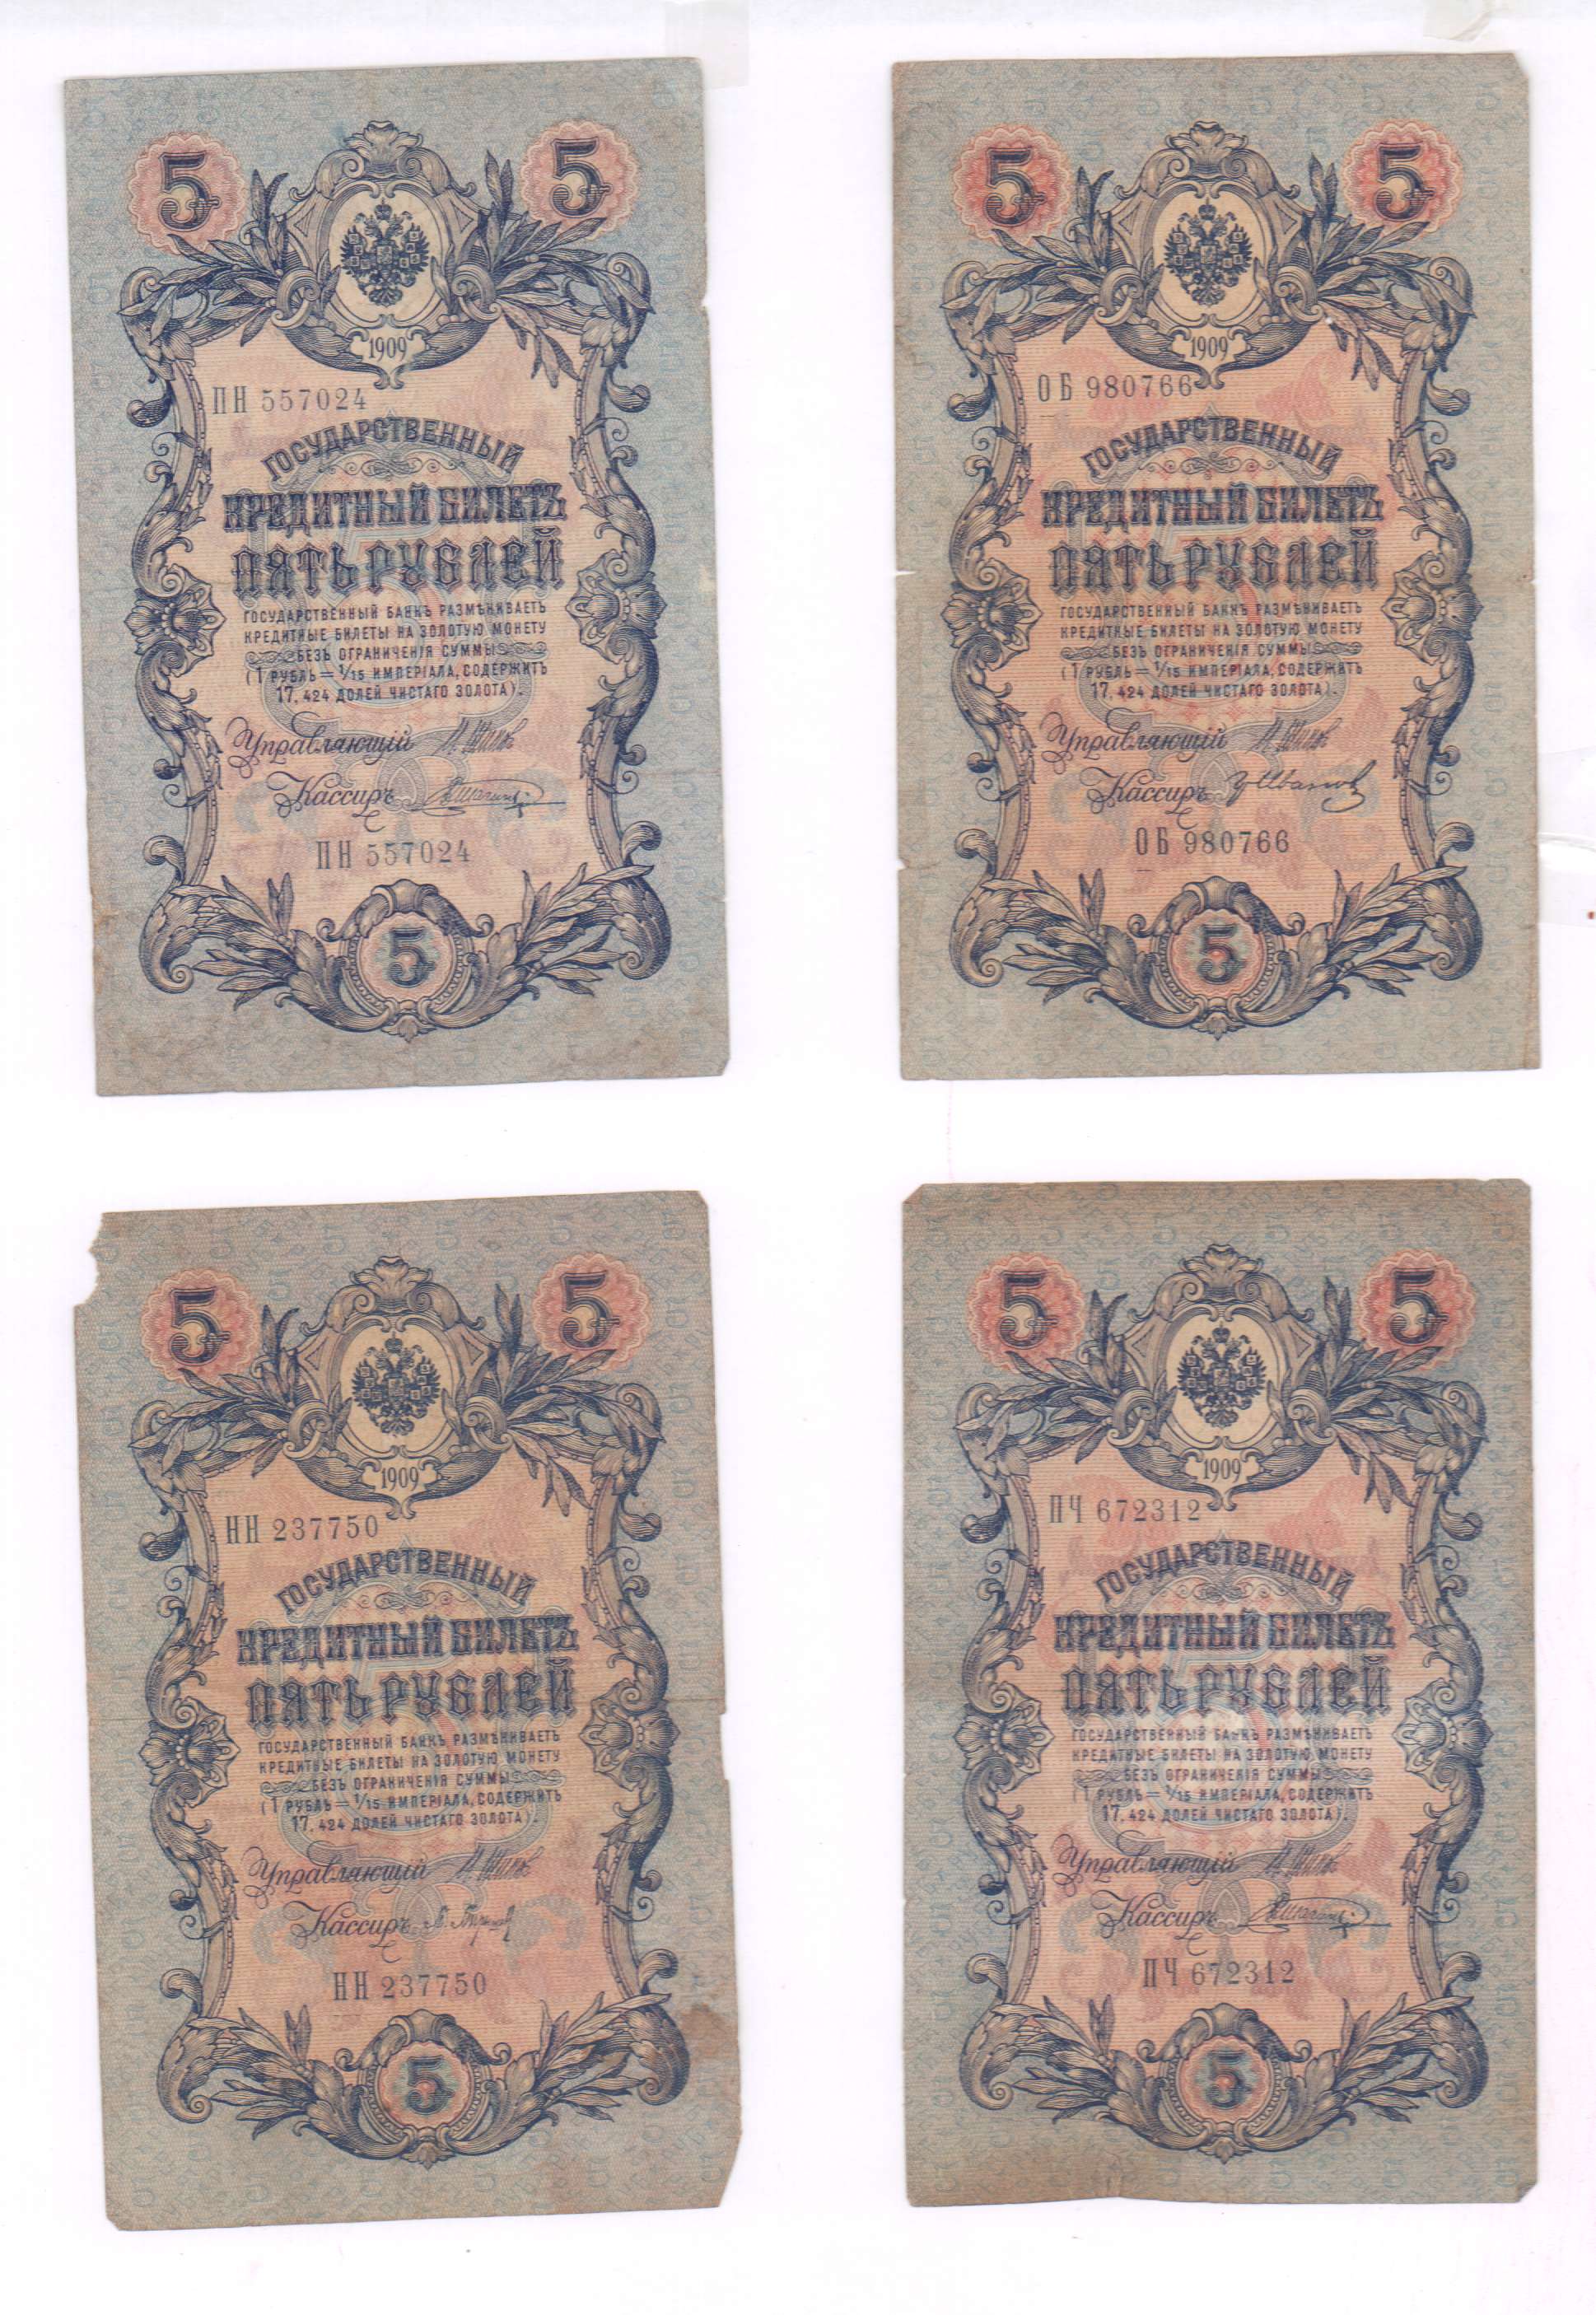 5 5
1909
ПН 557024
ГОСУДАРСТВЕННЫЙ
КРЕДИТНЫЙ БИЛЕТЪ
ПЯТЬ РУБЛЕЙ
ГОСУДАРСТВЕННЫЙ БАНКЪ РАЗМѢНИВАЕТЪ
КРЕДИТНЫЕ БИЛЕТЫ НА ЗОЛОТУЮ МОНЕТУ
БЕЗЪ ОГРАНИЧЕНІЯ СУММЫ
(1 РУБЛЬ = 1/15 ИМПЕРІАЛА, СОДЕРЖИТЪ
17, 424 ДОЛЕЙ ЧИСТАГО ЗОЛОТА).
Управляющій
Кассиръ
ПН 557024
5
5 5
1909
ОБ 980766
ГОСУДАРСТВЕННЫЙ
КРЕДИТНЫЙ БИЛЕТЪ
ПЯТЬ РУБЛЕЙ
ГОСУДАРСТВЕННЫЙ БАНКЪ РАЗМѢНИВАЕТЪ
КРЕДИТНЫЕ БИЛЕТЫ НА ЗОЛОТУЮ МОНЕТУ
БЕЗЪ ОГРАНИЧЕНІЯ СУММЫ
(1 РУБЛЬ = 1/15 ИМПЕРІАЛА, СОДЕРЖИТЪ
17, 424 ДОЛЕЙ ЧИСТАГО ЗОЛОТА).
Управляющій
Кассиръ
ОБ 980766
5
5 5
1909
НН 237750
ГОСУДАРСТВЕННЫЙ
КРЕДИТНЫЙ БИЛЕТЪ
ПЯТЬ РУБЛЕЙ
ГОСУДАРСТВЕННЫЙ БАНКЪ РАЗМѢНИВАЕТЪ
КРЕДИТНЫЕ БИЛЕТЫ НА ЗОЛОТУЮ МОНЕТУ
БЕЗЪ ОГРАНИЧЕНІЯ СУММЫ
(1 РУБЛЬ = 1/15 ИМПЕРІАЛА, СОДЕРЖИТЪ
17, 424 ДОЛЕЙ ЧИСТАГО ЗОЛОТА).
Управляющій
Кассиръ
НН 237750
5
5 5
1909
ПЧ 672312
ГОСУДАРСТВЕННЫЙ
КРЕДИТНЫЙ БИЛЕТЪ
ПЯТЬ РУБЛЕЙ
ГОСУДАРСТВЕННЫЙ БАНКЪ РАЗМѢНИВАЕТЪ
КРЕДИТНЫЕ БИЛЕТЫ НА ЗОЛОТУЮ МОНЕТУ
БЕЗЪ ОГРАНИЧЕНІЯ СУММЫ
(1 РУБЛЬ = 1/15 ИМПЕРІАЛА, СОДЕРЖИТЪ
17, 424 ДОЛЕЙ ЧИСТАГО ЗОЛОТА).
Управляющій
Кассиръ
ПЧ 672312
5